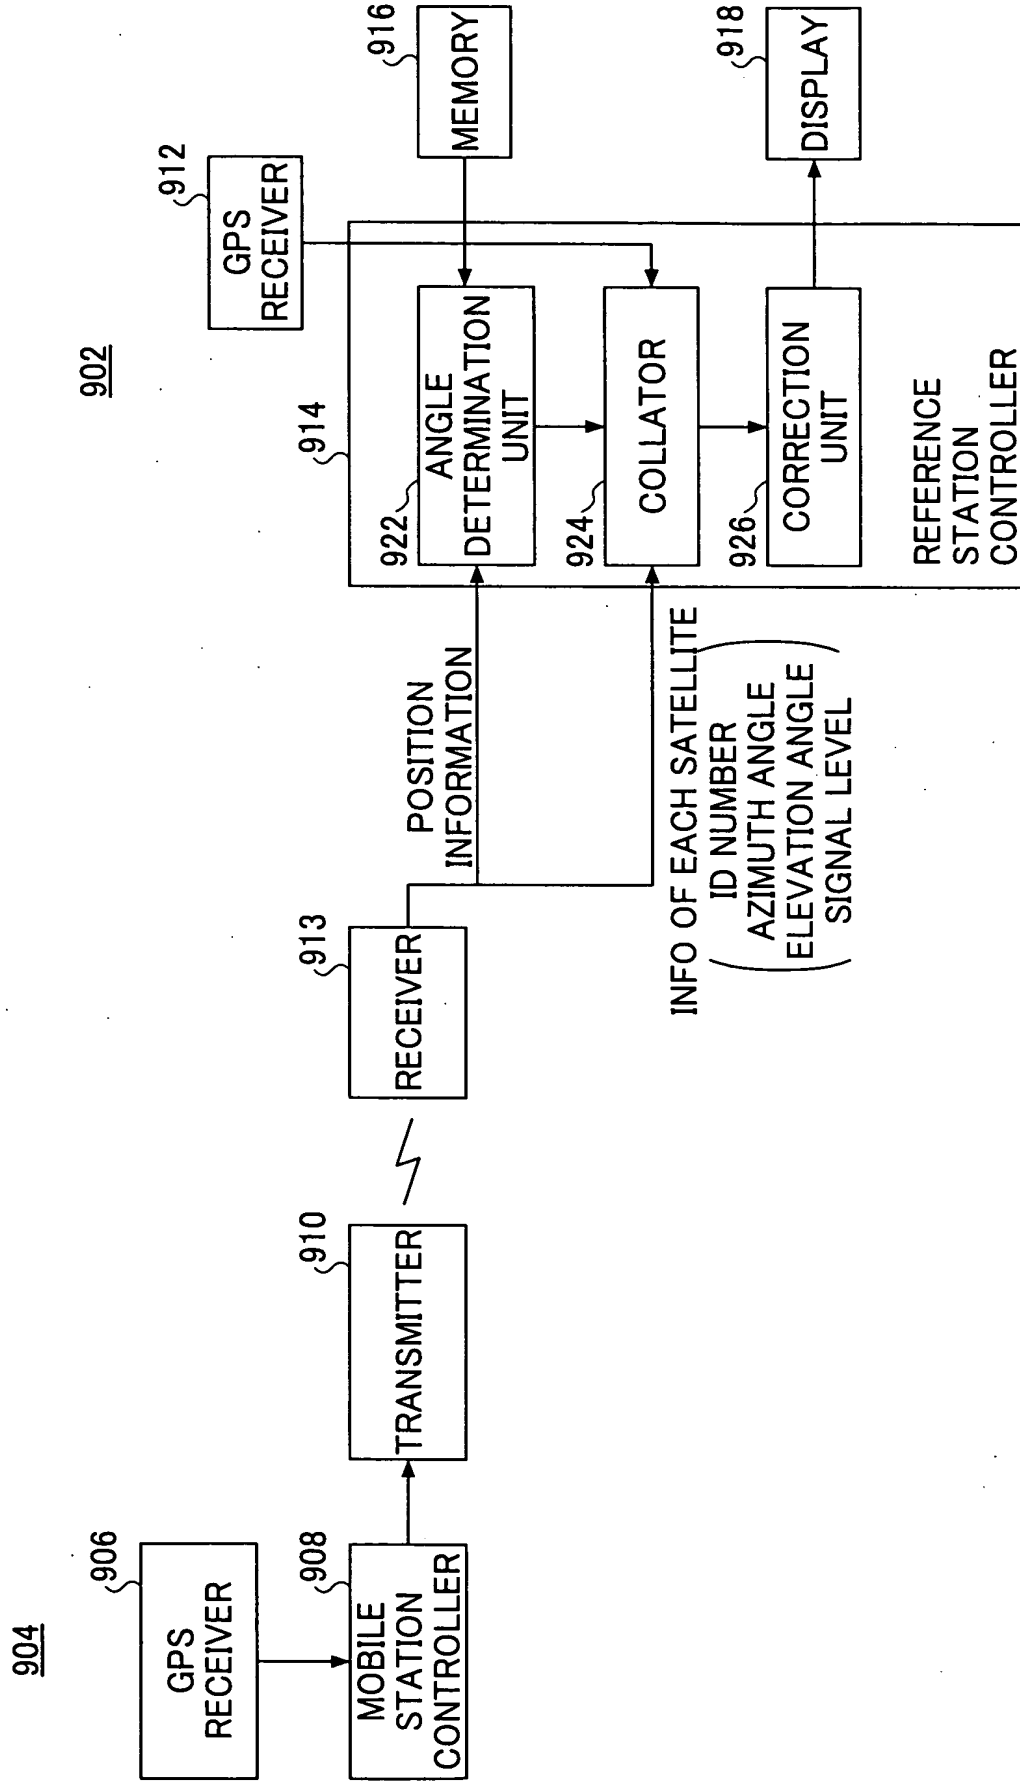 904
906
GPS
RECEIVER
908
MOBILE
STATION
CONTROLLER
910
TRANSMITTER
913
RECEIVER
POSITION
INFORMATION
INFO OF EACH SATELLITE
ID NUMBER
AZIMUTH ANGLE
ELEVATION ANGLE
SIGNAL LEVEL
902
912
GPS
RECEIVER
914
922
ANGLE
DETERMINATION
UNIT
924
COLLATOR
926
CORRECTION
UNIT
REFERENCE
STATION
CONTROLLER
916
MEMORY
918
DISPLAY